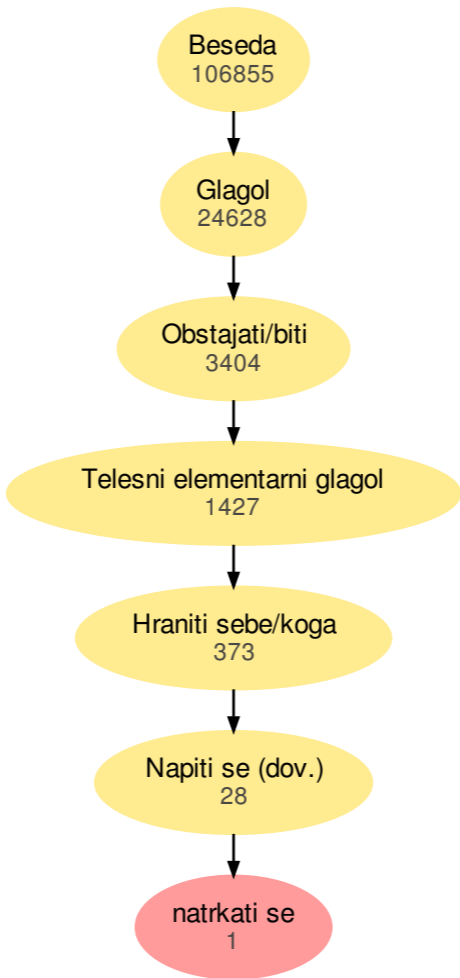 Beseda
106855
Glagol
24628
Obstajati/biti
3404
Telesni elementarni glagol
1427
Hraniti sebe/koga
373
Napiti se (dov.)
28
natrkati se
1